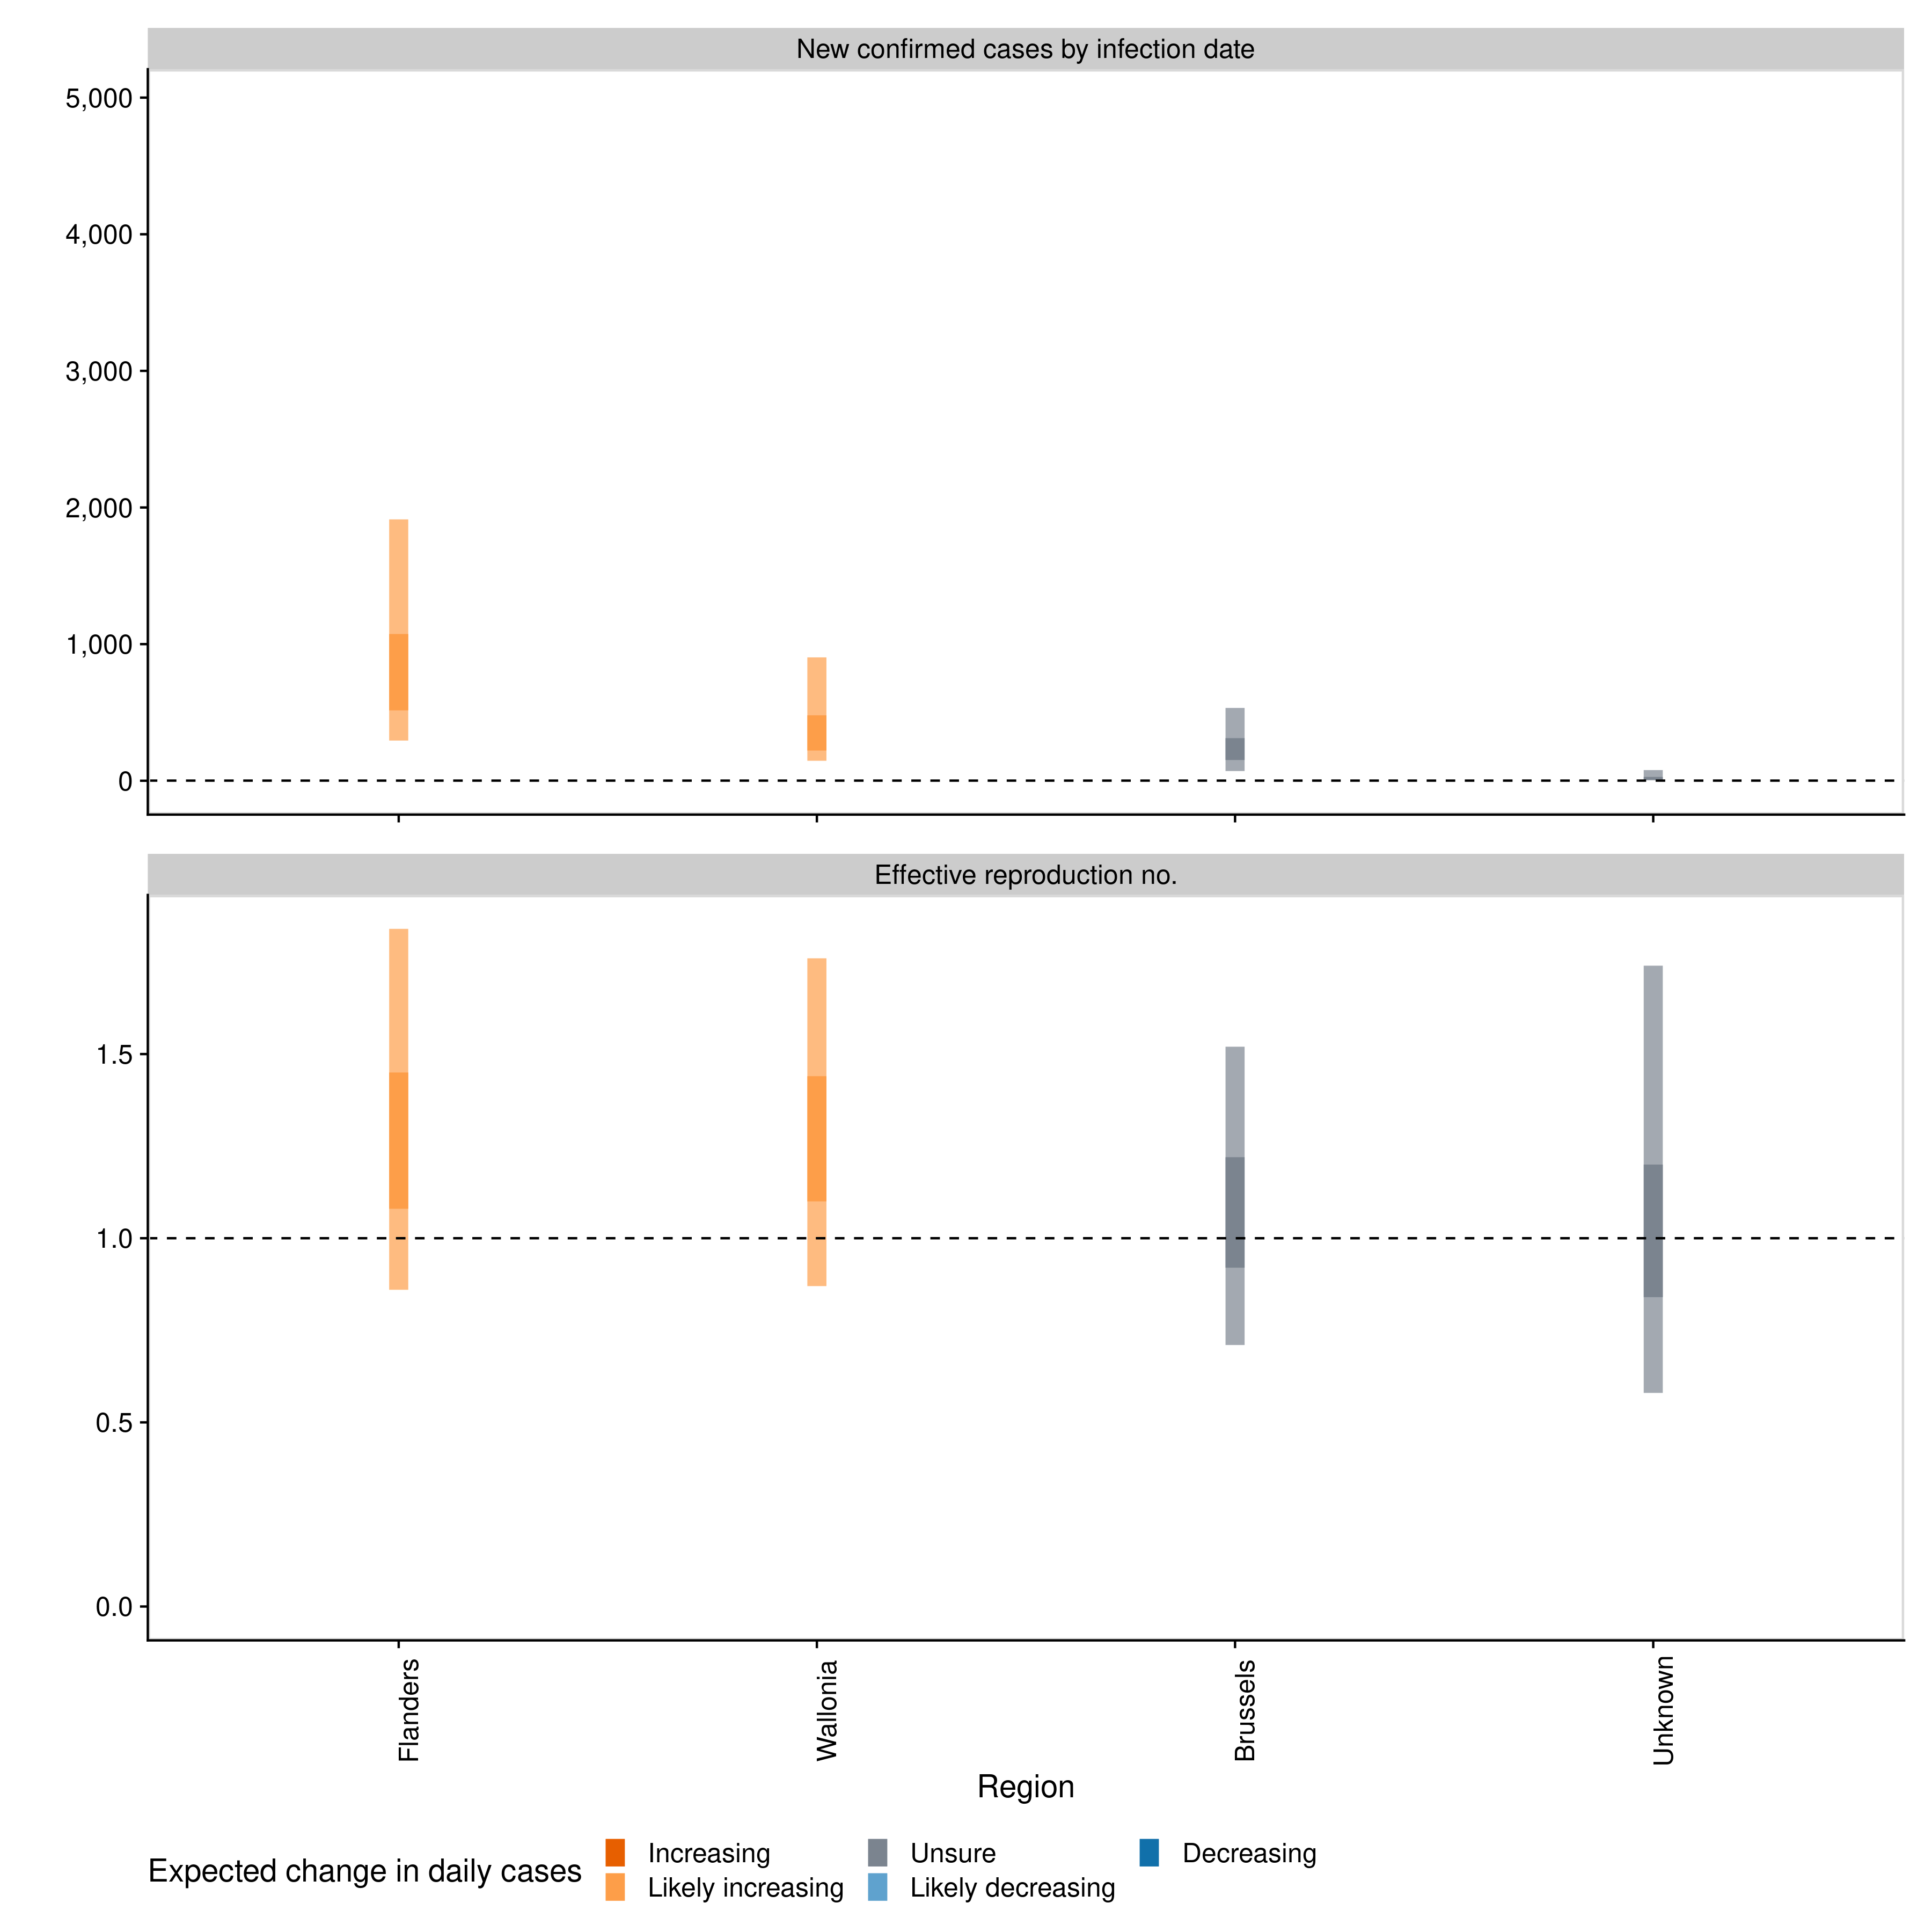 New confirmed cases by infection date
5,000
4,000
3,000
2,000
1,000
0
Effective reproduction no.
1.5
1.0
0.5
0.0
Flanders
Wallonia
Brussels
Unknown
Region
Expected change in daily cases
Increasing
Unsure
Decreasing
Likely increasing
Likely decreasing